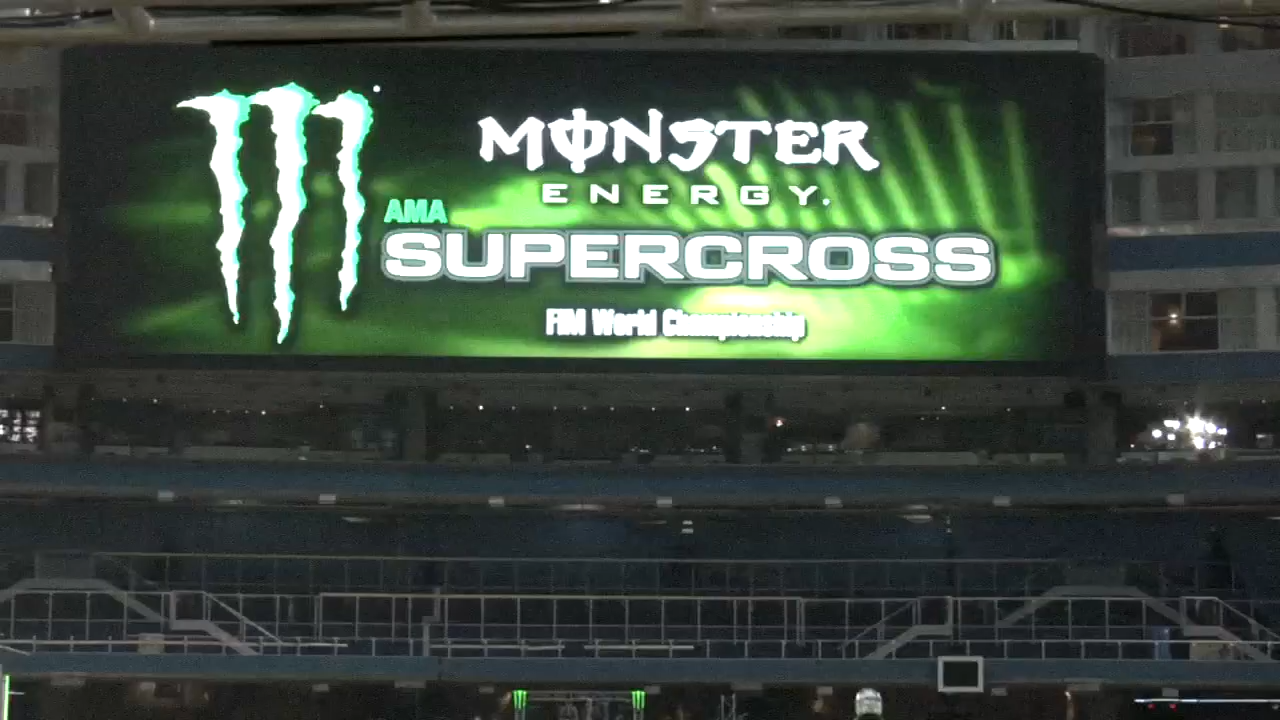 MONSTER
ENERGY.
AMA
SUPERCROSS
FIM World Championship